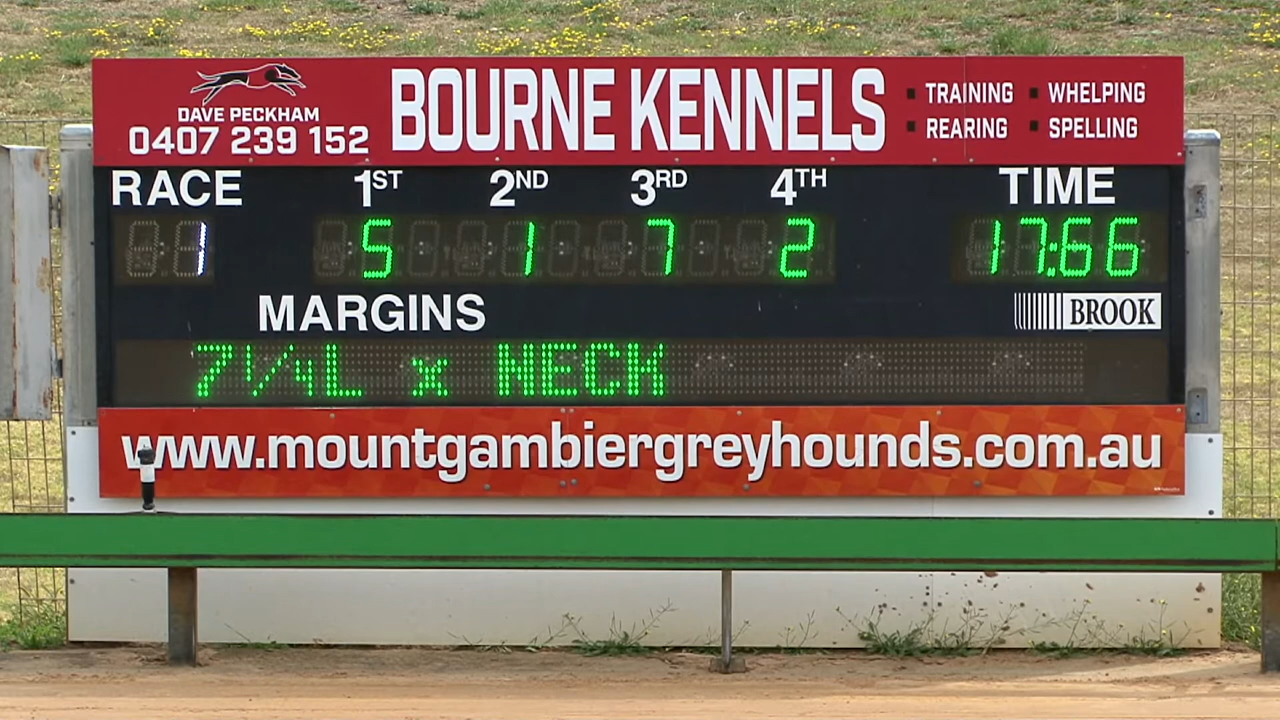 BOURNE KENNELS
DAVE PECKHAM
0407 239 152
TRAINING WHELPING
REARING SPELLING
RACE 1ST 2ND 3RD 4TH TIME
1 5 1 7 2 17:66
MARGINS BROOK
7¼L x NECK
www.mountgambiergreyhounds.com.au